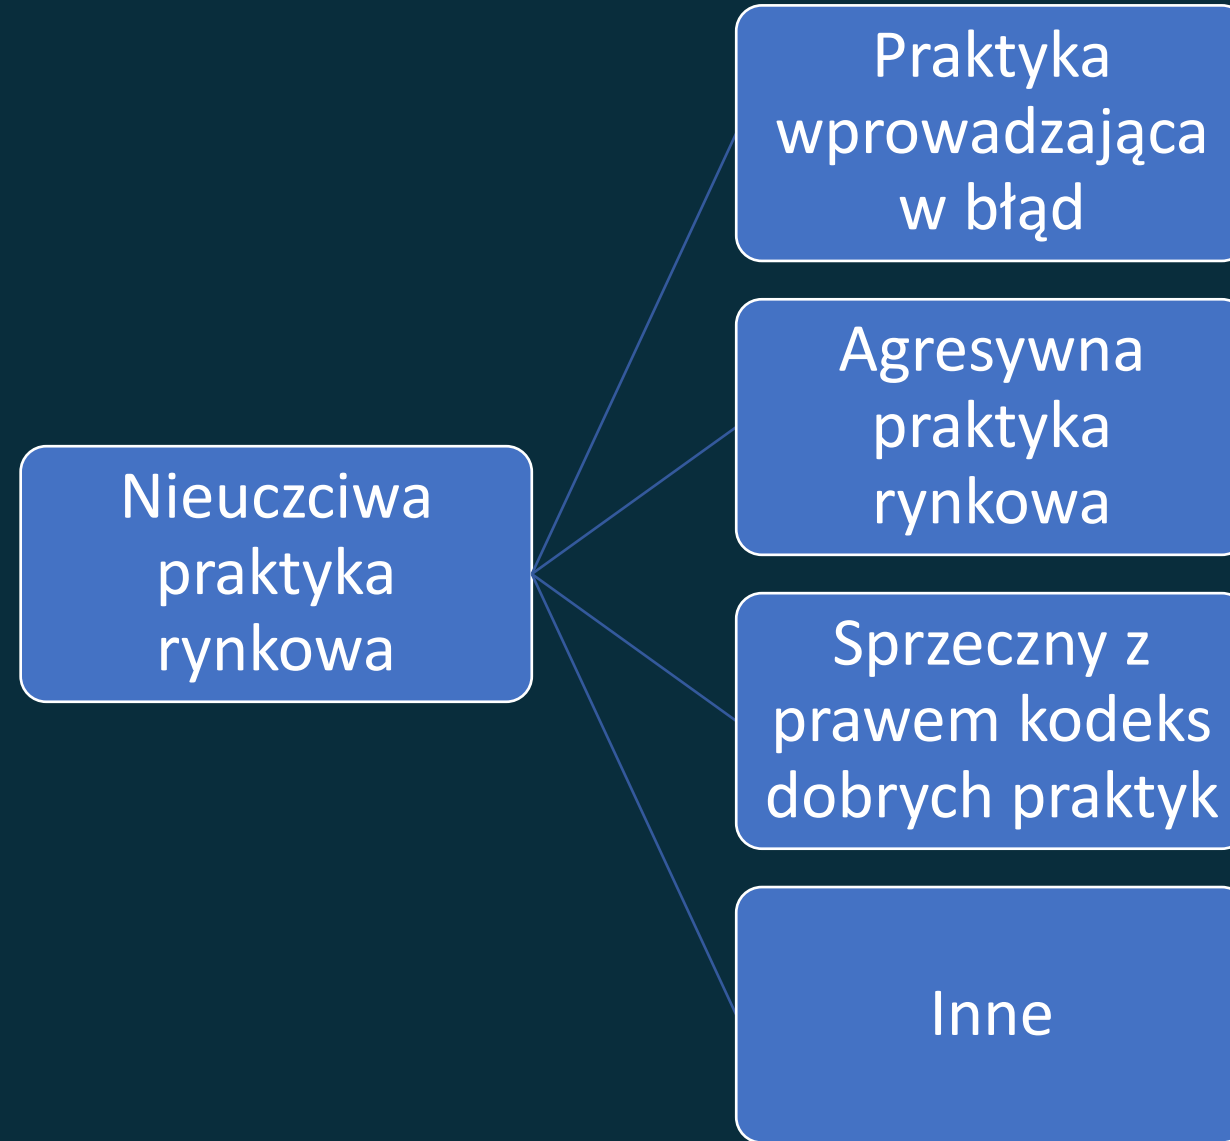 Praktyka
wprowadzająca
w błąd
Agresywna
praktyka
rynkowa
Nieuczciwa
praktyka
rynkowa
Sprzeczny z
prawem kodeks
dobrych praktyk
Inne